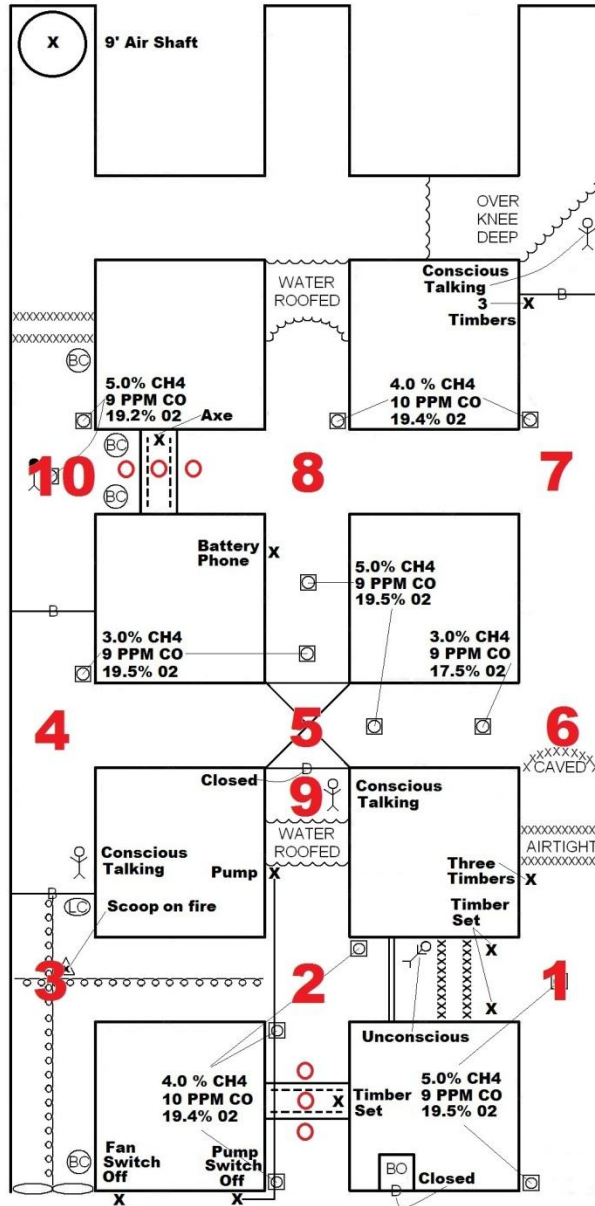 X
9' Air Shaft
OVER
KNEE
DEEP
WATER
ROOFED
Conscious
Talking
3
X
Timbers
D
XXXXXXXXXX
XXXXXXXXXX
BC
5.0% CH4
9 PPM CO
19.2% 02
Axe
X
4.0 % CH4
10 PPM CO
19.4% 02
BC
10
8
7
BC
Battery
Phone
X
5.0% CH4
9 PPM CO
19.5% 02
D
3.0% CH4
9 PPM CO
19.5% 02
3.0% CH4
9 PPM CO
17.5% 02
4
5
6
CAVED
Closed
D
9
Conscious
Talking
WATER
ROOFED
XXXXXXXXX
AIRTIGHT
XXXXXXXXX
Conscious
Talking
Pump
X
Three
Timbers
X
D
LC
Scoop on fire
Timber
Set
X
3
2
1
X
Unconscious
4.0 % CH4
10 PPM CO
19.4% 02
X
Timber
Set
5.0% CH4
9 PPM CO
19.5% 02
BC
Fan
Switch
Off
X
Pump
Switch
Off
X
BO
D
Closed